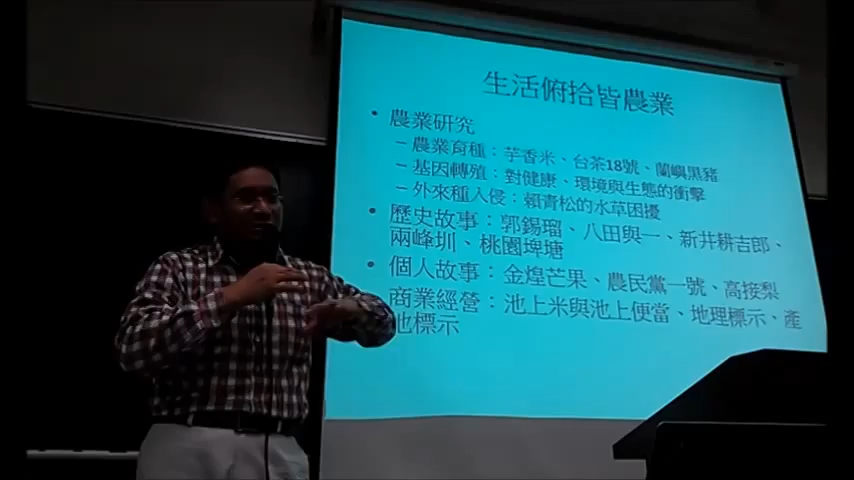 生活俯拾皆農業
• 農業研究
– 農業育種：芋香米、台茶18號、蘭嶼黑豬
– 基因轉殖：對健康、環境與生態的衝擊
– 外來種入侵：賴青松的水草困擾
• 歷史故事：郭錫瑠、八田與一、新井耕吉郎、
兩峰圳、桃園埤塘
• 個人故事：金煌芒果、農民黨一號、高接梨
商業經營：池上米與池上便當、地理標示、產
地標示